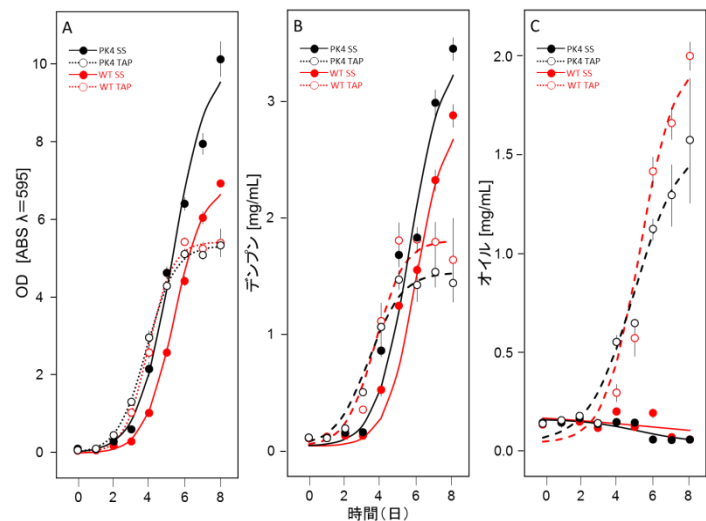 A
PK4 SS
PK4 TAP
WT SS
WT TAP
OD [ABS λ=595]
10
8
6
4
2
0
0 2 4 6 8
B
PK4 SS
PK4 TAP
WT SS
WT TAP
デンプン [mg/mL]
3
2
1
0
0 2 4 6 8
時間(日)
C
PK4 SS
PK4 TAP
WT SS
WT TAP
オイル [mg/mL]
2.0
1.5
1.0
0.5
0.0
0 2 4 6 8